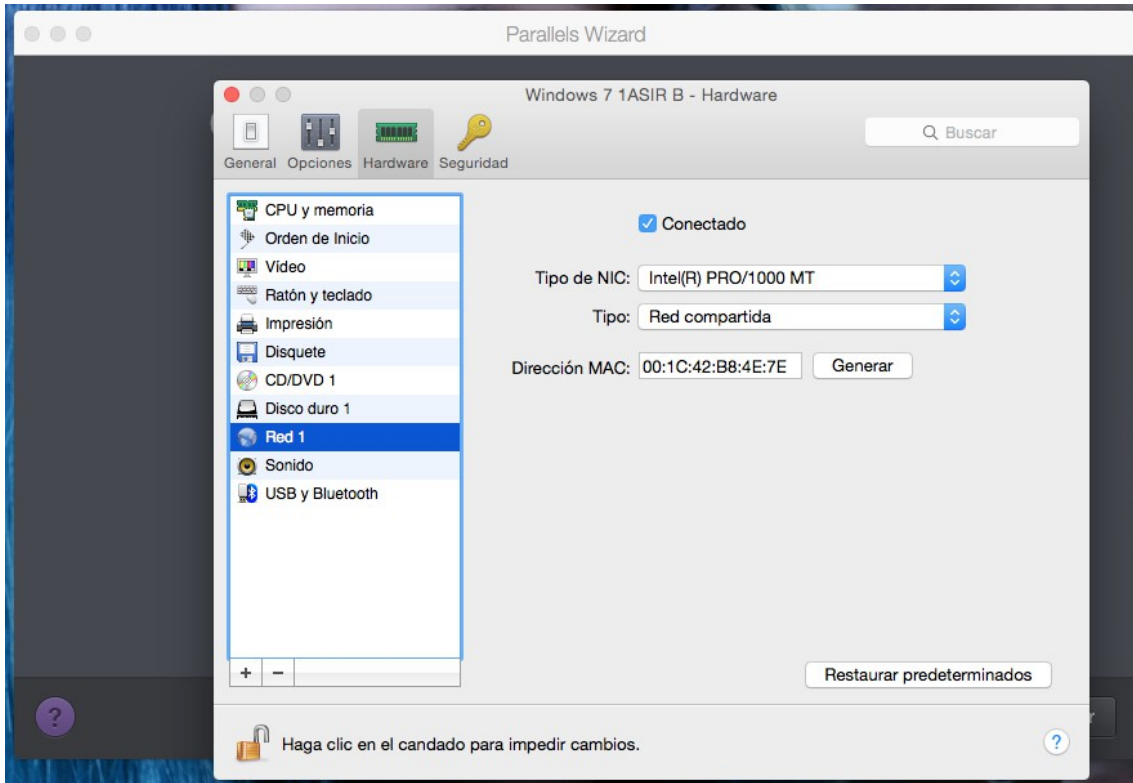 Parallels Wizard
Windows 7 1ASIR B - Hardware
General Opciones Hardware Seguridad
Buscar
CPU y memoria
Orden de Inicio
Vídeo
Ratón y teclado
Impresión
Disquete
CD/DVD 1
Disco duro 1
Red 1
Sonido
USB y Bluetooth
Conectado
Tipo de NIC: Intel(R) PRO/1000 MT
Tipo: Red compartida
Dirección MAC: 00:1C:42:B8:4E:7E Generar
+ −
Restaurar predeterminados
?
Haga clic en el candado para impedir cambios.
?